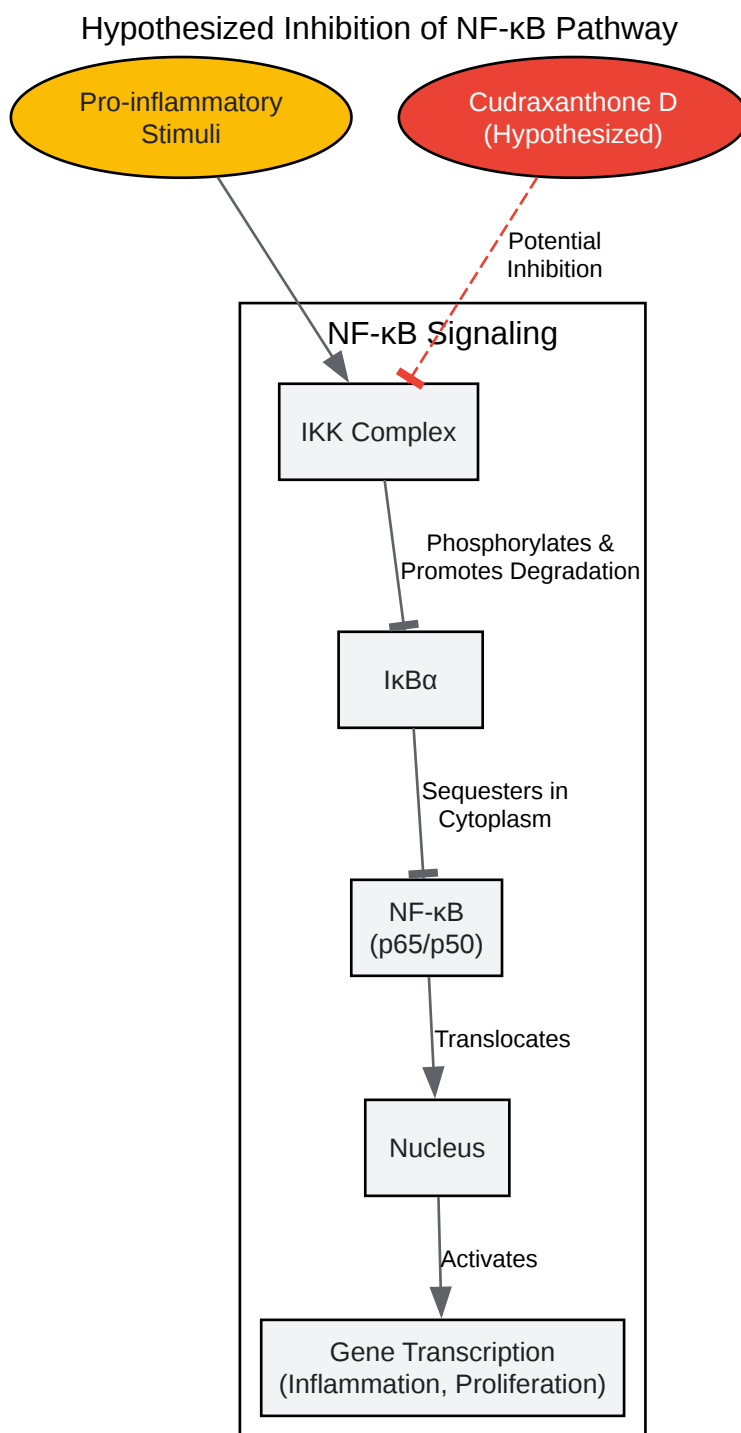 Hypothesized Inhibition of NF-κB Pathway
Pro-inflammatory
Stimuli
Cudraxanthone D
(Hypothesized)
Potential
Inhibition
NF-κB Signaling
IKK Complex
Phosphorylates &
Promotes Degradation
IκBα
Sequesters in
Cytoplasm
NF-κB
(p65/p50)
Translocates
Nucleus
Activates
Gene Transcription
(Inflammation, Proliferation)